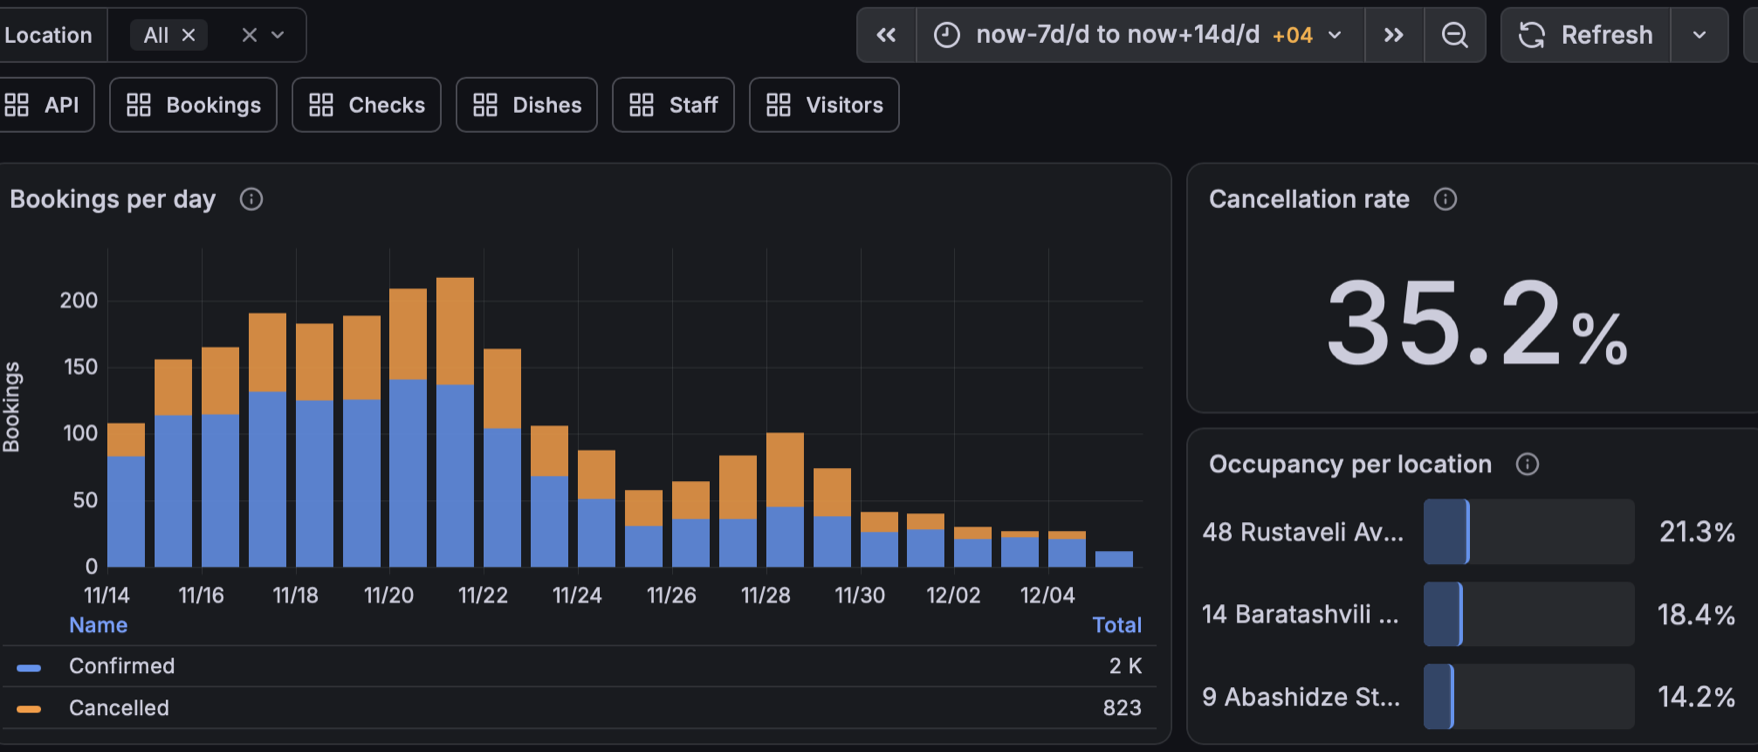 Location All
now-7d/d to now+14d/d +04
Refresh
API Bookings Checks Dishes Staff Visitors
Bookings per day
Bookings
200
150
100
50
0
11/14 11/16 11/18 11/20 11/22 11/24 11/26 11/28 11/30 12/02 12/04
Name Total
Confirmed 2 K
Cancelled 823
Cancellation rate
35.2%
Occupancy per location
48 Rustaveli Av... 21.3%
14 Baratashvili ... 18.4%
9 Abashidze St... 14.2%